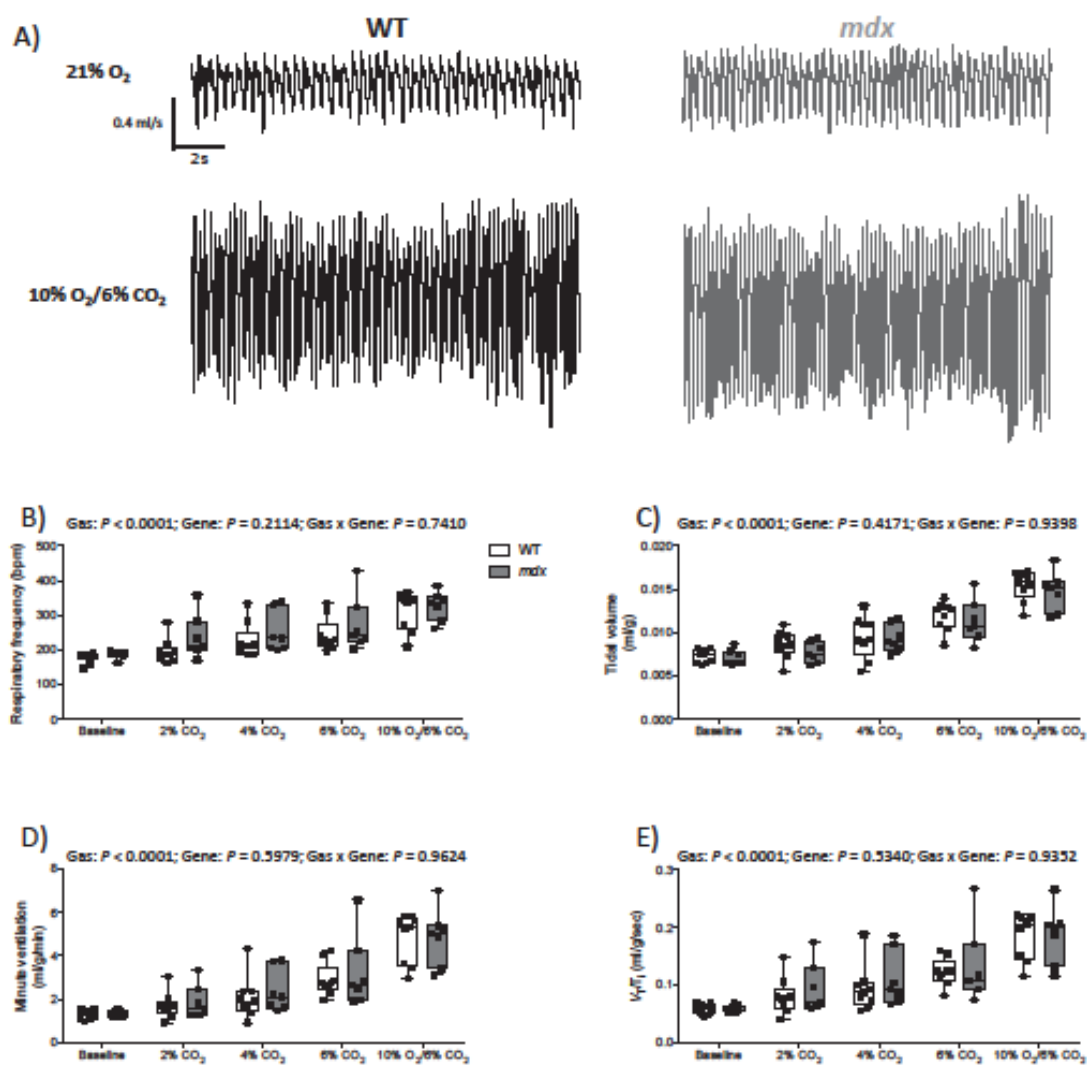 A)
WT
mdx
21% O₂
0.4 ml/s
2s
10% O₂/6% CO₂
B)
Gas: P < 0.0001; Gene: P = 0.2114; Gas x Gene: P = 0.7410
Respiratory frequency (bpm)
500
400
300
200
100
0
Baseline 2% CO₂ 4% CO₂ 6% CO₂ 10% O₂/6% CO₂
WT
mdx
C)
Gas: P < 0.0001; Gene: P = 0.4171; Gas x Gene: P = 0.9398
Tidal volume
(ml/g)
0.020
0.015
0.010
0.005
0.000
Baseline 2% CO₂ 4% CO₂ 6% CO₂ 10% O₂/6% CO₂
D)
Gas: P < 0.0001; Gene: P = 0.5979; Gas x Gene: P = 0.9624
Minute ventilation
(ml/g/min)
8
6
4
2
0
Baseline 2% CO₂ 4% CO₂ 6% CO₂ 10% O₂/6% CO₂
E)
Gas: P < 0.0001; Gene: P = 0.5340; Gas x Gene: P = 0.9352
V_T/T_i (ml/g/sec)
0.3
0.2
0.1
0.0
Baseline 2% CO₂ 4% CO₂ 6% CO₂ 10% O₂/6% CO₂